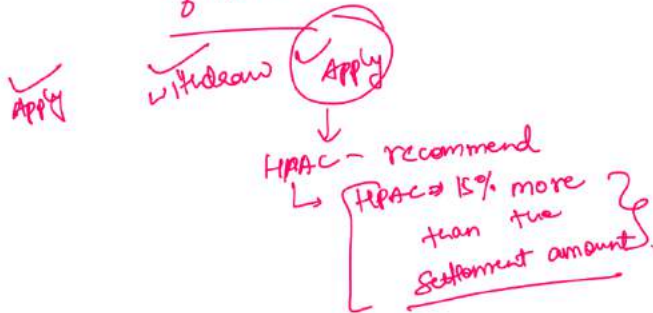 Apply withdraw Apply
HPAC - recommend
HPAC ⇒ 15% more
than the
settlement amount